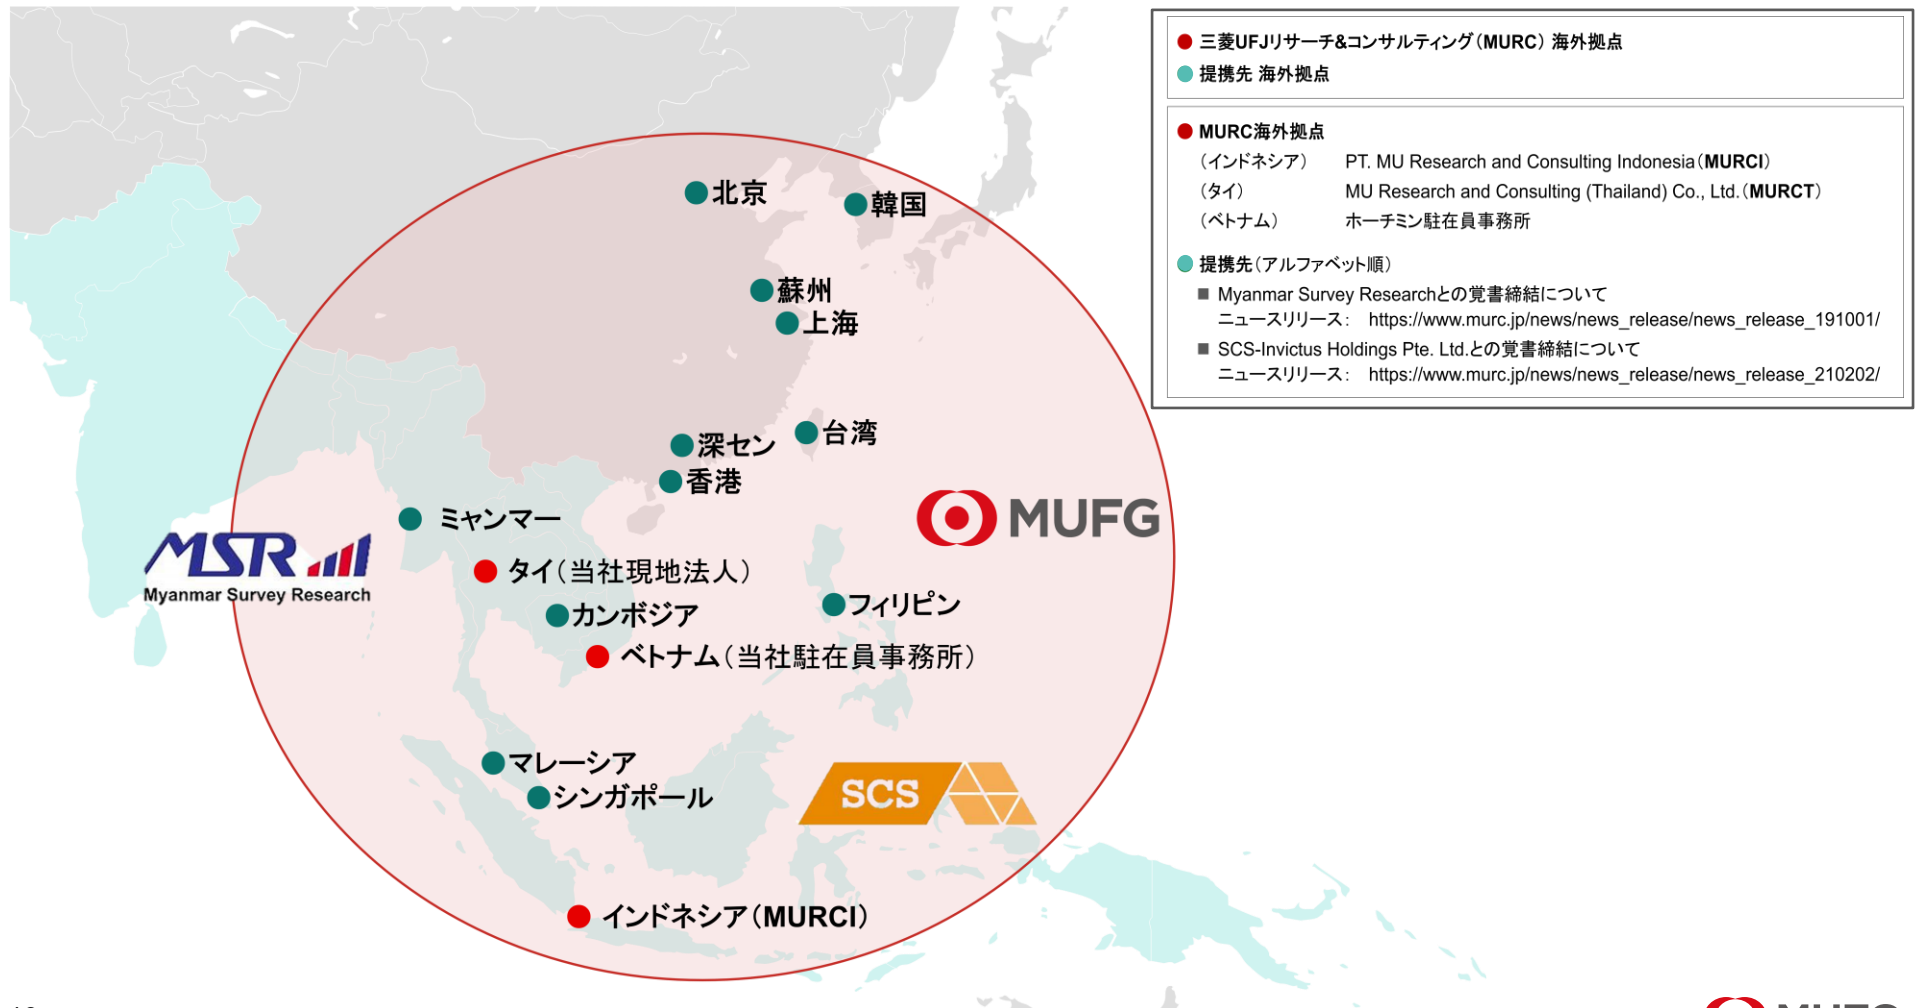 三菱UFJリサーチ&コンサルティング（MURC） 海外拠点
提携先 海外拠点
MURC海外拠点
（インドネシア） PT. MU Research and Consulting Indonesia（MURCI）
（タイ） MU Research and Consulting (Thailand) Co., Ltd.（MURCT）
（ベトナム） ホーチミン駐在員事務所
提携先（アルファベット順）
Myanmar Survey Researchとの覚書締結について
ニュースリリース： https://www.murc.jp/news/news_release/news_release_191001/
SCS-Invictus Holdings Pte. Ltd.との覚書締結について
ニュースリリース： https://www.murc.jp/news/news_release/news_release_210202/
北京
韓国
蘇州
上海
台湾
深セン
香港
MUFG
ミャンマー
MSR
Myanmar Survey Research
タイ（当社現地法人）
カンボジア
フィリピン
ベトナム（当社駐在員事務所）
マレーシア
シンガポール
SCS
インドネシア（MURCI）
MUFG